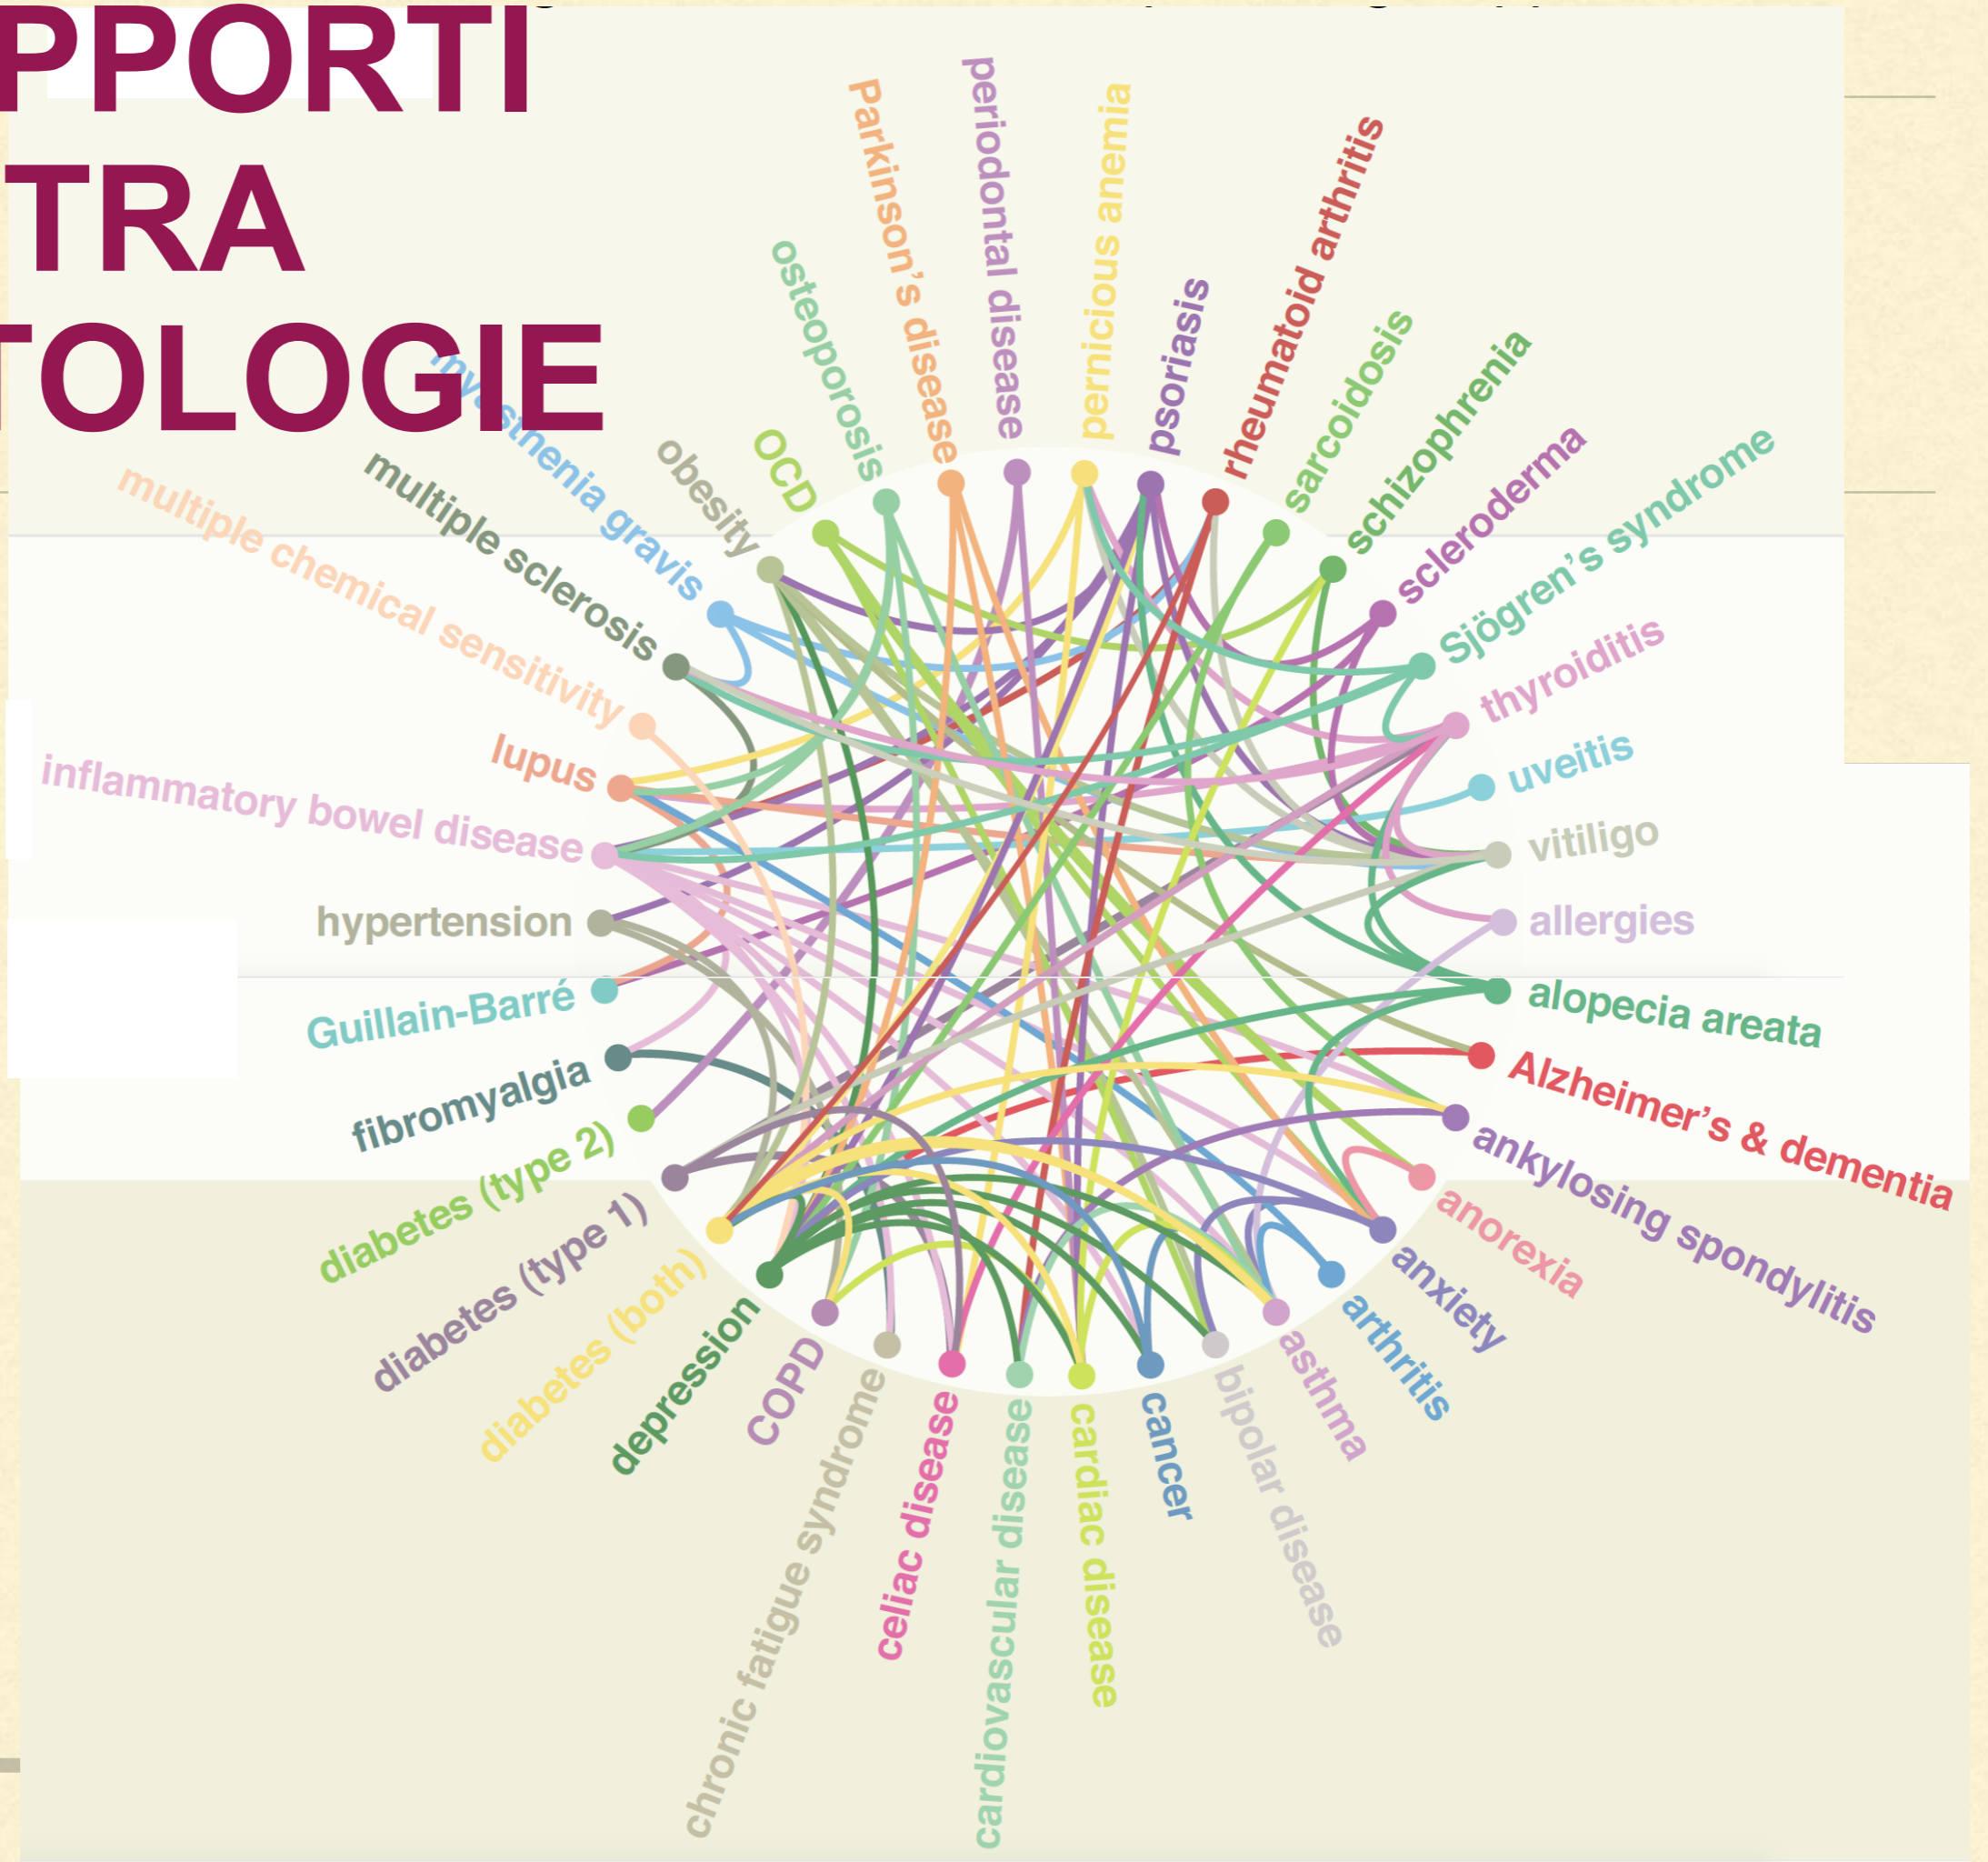 PPORTI
TRA
TOLOGIE
periodontal disease
pernicious anemia
psoriasis
rheumatoid arthritis
sarcoidosis
schizophrenia
scleroderma
Sjögren’s syndrome
thyroiditis
uveitis
vitiligo
allergies
alopecia areata
Alzheimer’s & dementia
ankylosing spondylitis
anorexia
anxiety
arthritis
asthma
bipolar disease
cancer
cardiac disease
cardiovascular disease
celiac disease
chronic fatigue syndrome
COPD
depression
diabetes (both)
diabetes (type 1)
diabetes (type 2)
fibromyalgia
Guillain-Barré
hypertension
inflammatory bowel disease
lupus
multiple chemical sensitivity
multiple sclerosis
myasthenia gravis
obesity
OCD
osteoporosis
Parkinson’s disease